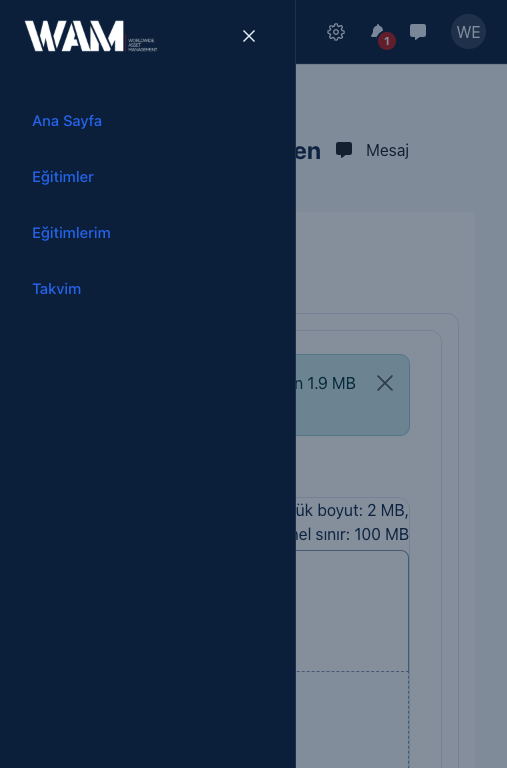 WAM WORLDWIDE
ASSET
MANAGEMENT
1
WE
Ana Sayfa
en
Mesaj
Eğitimler
Eğitimlerim
Takvim
n 1.9 MB
ük boyut: 2 MB,
nel sınır: 100 MB